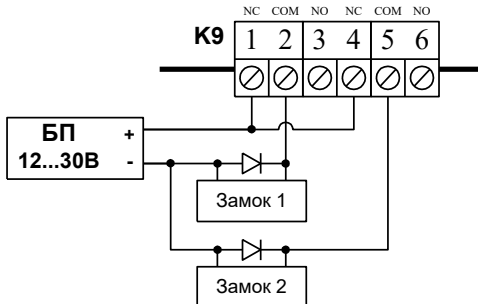 NC COM NO NC COM NO
К9 1 2 3 4 5 6
БП +
12...30В -
Замок 1
Замок 2